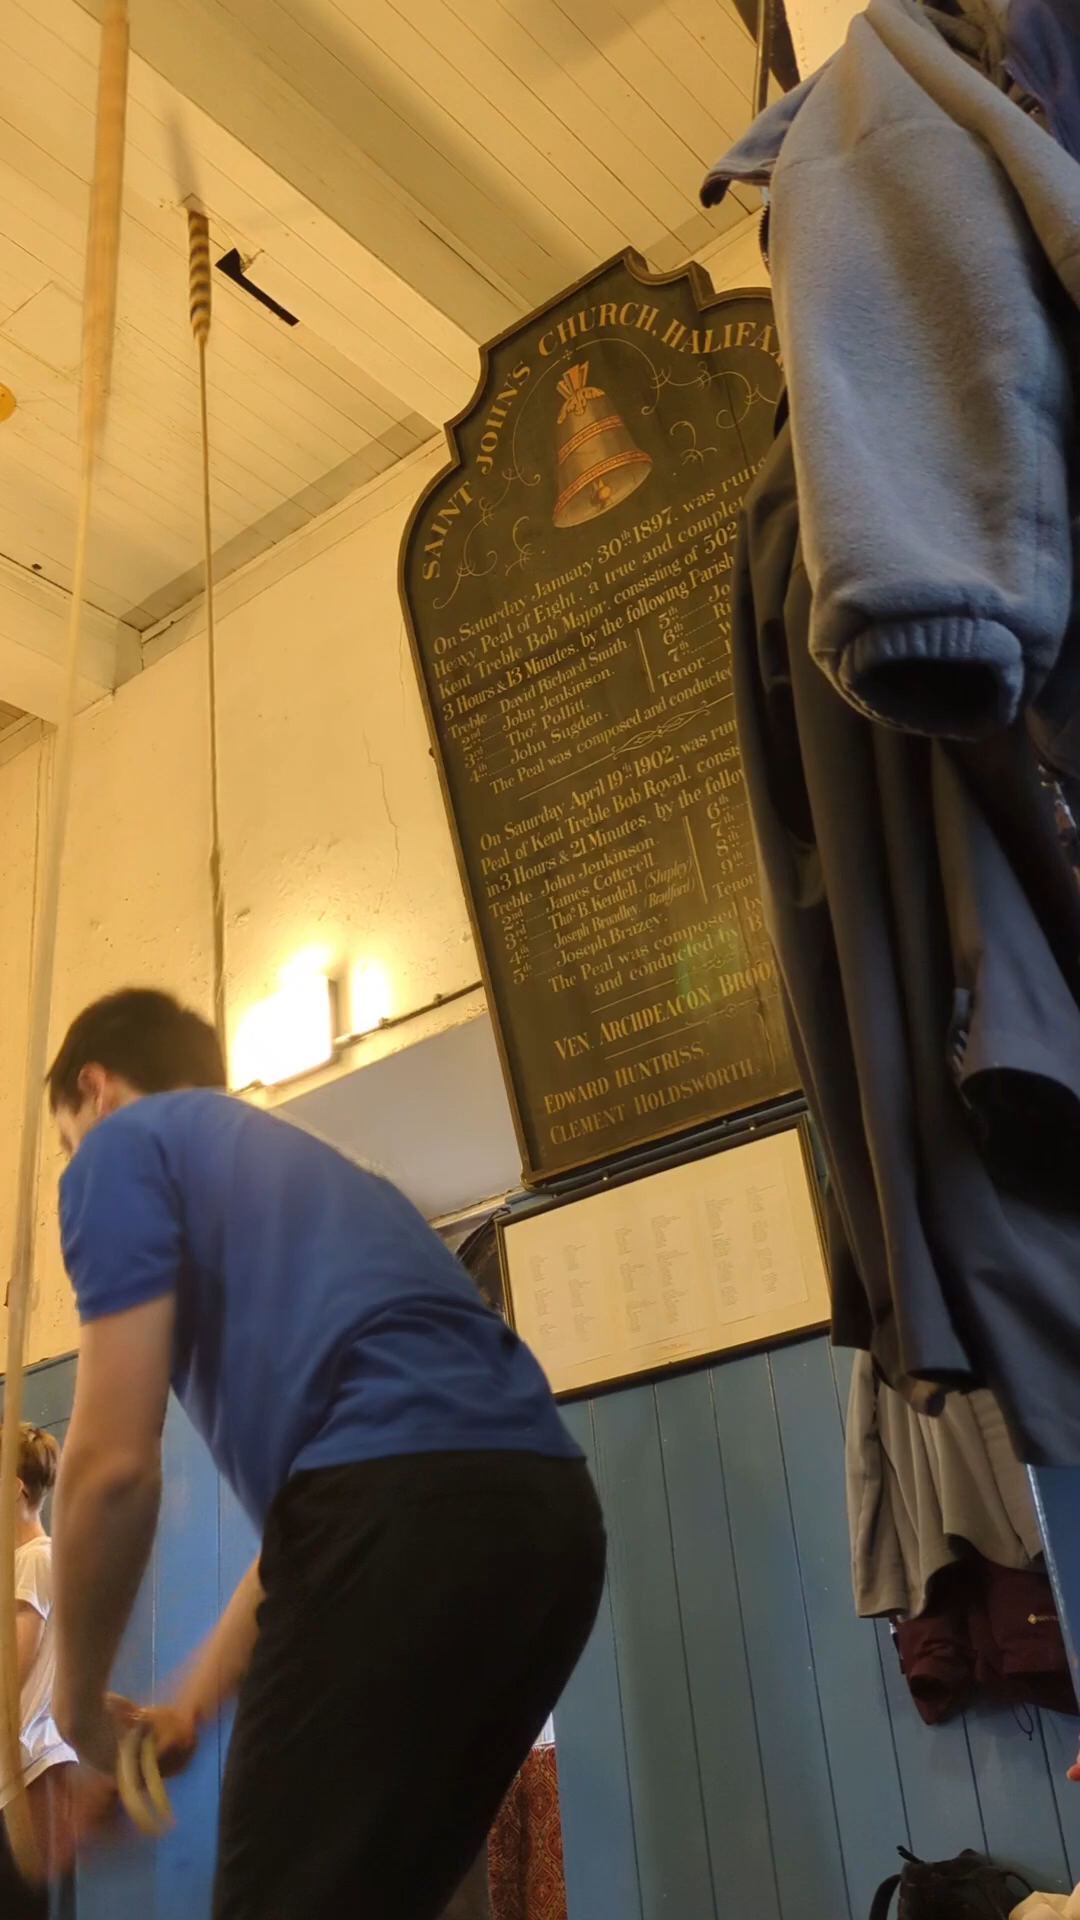 SAINT JOHN'S CHURCH, HALIFA
On Saturday January 30th 1897, was rung
Heavy Peal of Eight, a true and complet
Kent Treble Bob Major, consisting of 502
3 Hours & 13 Minutes, by the following Parish
Treble... David Richard Smith. 5th Jo
2nd John Jenkinson. 6th Ri
3rd Thos. Pollitt. 7th
4th John Sugden. Tenor
The Peal was composed and conducted
On Saturday April 19th 1902, was run
Peal of Kent Treble Bob Royal, consis
in 3 Hours & 21 Minutes, by the follo
Treble... John Jenkinson. 6th
2nd James Cotterell. 7th
3rd Thos. B. Kendell. (Shipley) 8th
4th Joseph Broadley. (Bradford) 9th
5th Joseph Brazey. Tenor
The Peal was composed by
and conducted by B
VEN. ARCHDEACON BROO
EDWARD HUNTRISS.
CLEMENT HOLDSWORTH.